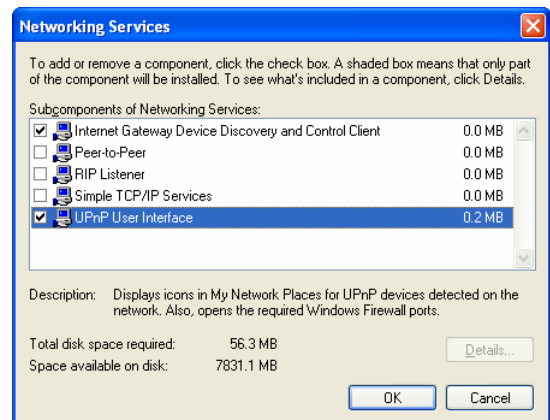 Networking Services
To add or remove a component, click the check box. A shaded box means that only part
of the component will be installed. To see what's included in a component, click Details.
Subcomponents of Networking Services:
Internet Gateway Device Discovery and Control Client 0.0 MB
Peer-to-Peer 0.0 MB
RIP Listener 0.0 MB
Simple TCP/IP Services 0.0 MB
UPnP User Interface 0.2 MB
Description: Displays icons in My Network Places for UPnP devices detected on the
network. Also, opens the required Windows Firewall ports.
Total disk space required: 56.3 MB
Details...
Space available on disk: 7831.1 MB
OK Cancel